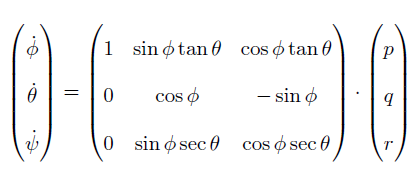 ϕ̇ 1 sin ϕ tan θ cos ϕ tan θ p
θ̇ = 0 cos ϕ − sin ϕ · q
ψ̇ 0 sin ϕ sec θ cos ϕ sec θ r